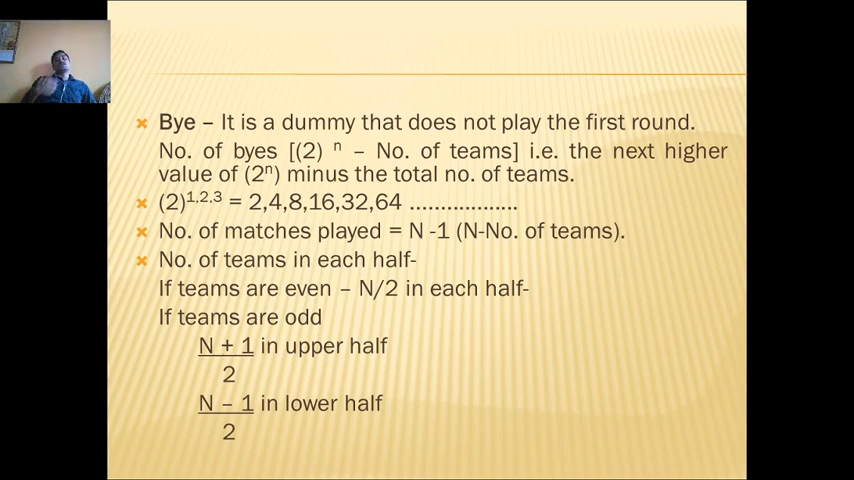 Bye – It is a dummy that does not play the first round.
No. of byes [(2) ⁿ – No. of teams] i.e. the next higher
value of (2ⁿ) minus the total no. of teams.
(2)¹,²,³ = 2,4,8,16,32,64 ………………
No. of matches played = N -1 (N-No. of teams).
No. of teams in each half-
If teams are even – N/2 in each half-
If teams are odd
N + 1 in upper half
2
N – 1 in lower half
2